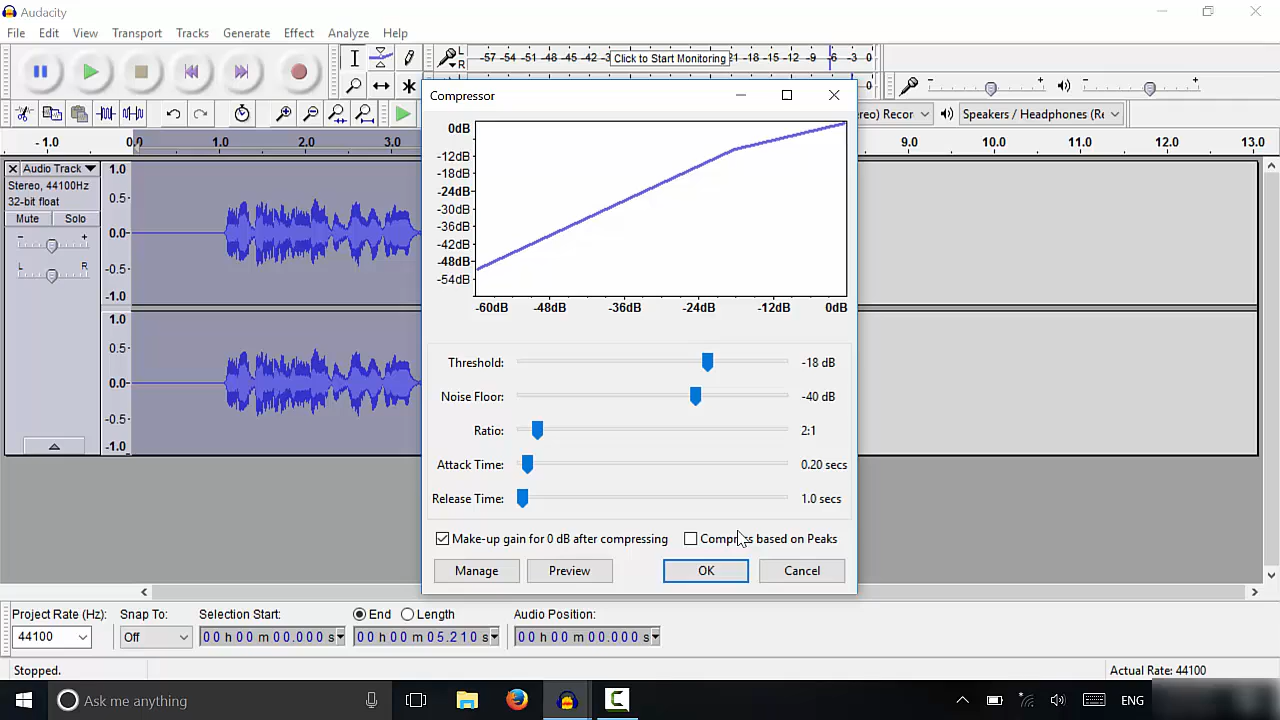 Audacity
File Edit View Transport Tracks Generate Effect Analyze Help
L
R
-57 -54 -51 -48 -45 -42 -3
Click to Start Monitoring
21 -18 -15 -12 -9 -6 -3 0
0
Compressor
ereo) Recor
Speakers / Headphones (Re
-1.0 0.0 1.0 2.0 3.0 9.0 10.0 11.0 12.0 13.0
Audio Track
Stereo, 44100Hz
32-bit float
Mute Solo
- +
L R
1.0
0.5
0.0
-0.5
-1.0
1.0
0.5
0.0
-0.5
-1.0
0dB
-12dB
-18dB
-24dB
-30dB
-36dB
-42dB
-48dB
-54dB
-60dB -48dB -36dB -24dB -12dB 0dB
Threshold: -18 dB
Noise Floor: -40 dB
Ratio: 2:1
Attack Time: 0.20 secs
Release Time: 1.0 secs
Make-up gain for 0 dB after compressing Compress based on Peaks
Manage Preview OK Cancel
Project Rate (Hz): Snap To: Selection Start: End Length Audio Position:
44100 Off 00 h 00 m 00.000 s 00 h 00 m 05.210 s 00 h 00 m 00.000 s
Stopped. Actual Rate: 44100
Ask me anything ENG